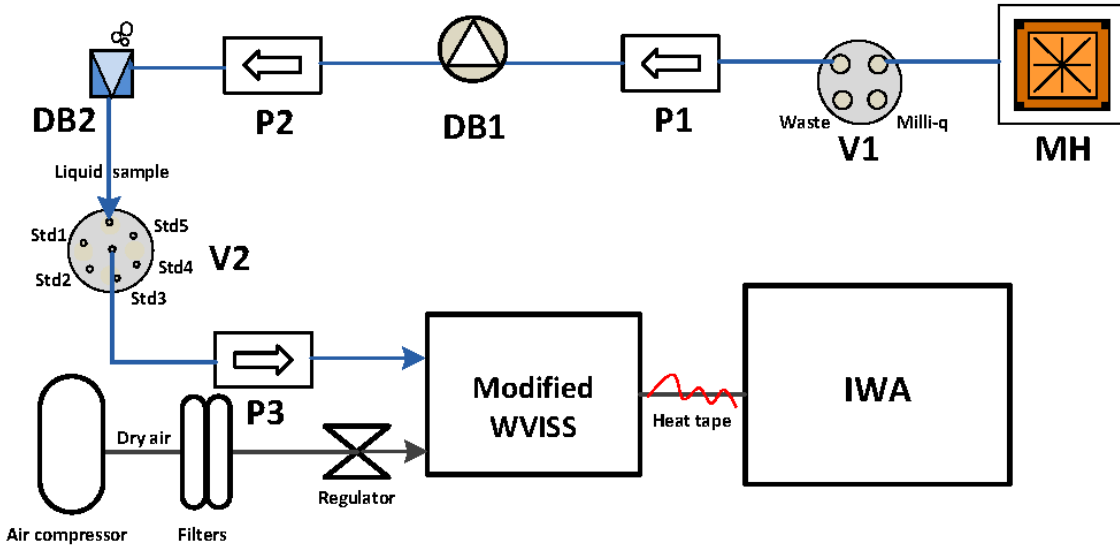 DB2
P2
DB1
P1
Waste
Milli-q
V1
MH
Liquid sample
Std1
Std5
V2
Std2
Std4
Std3
P3
Modified
WVISS
Heat tape
IWA
Dry air
Regulator
Air compressor
Filters